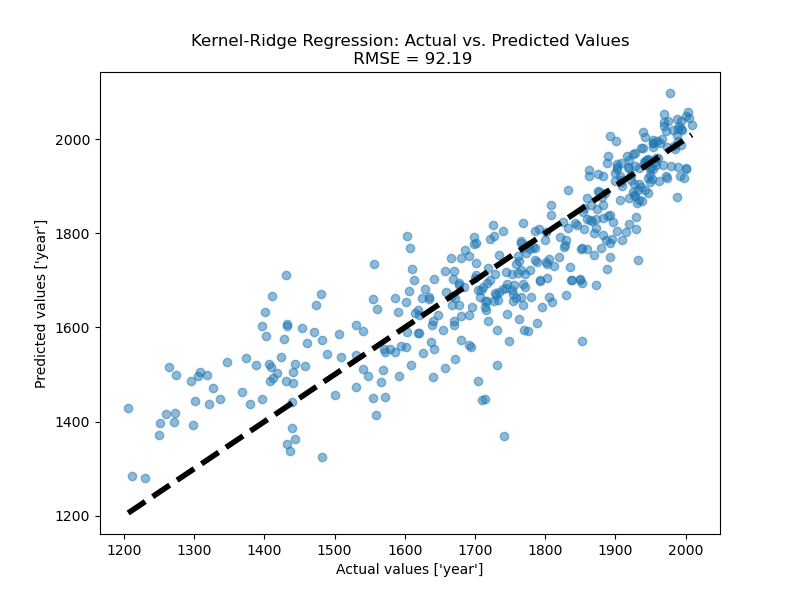 Kernel-Ridge Regression: Actual vs. Predicted Values
RMSE = 92.19
2000
1800
1600
1400
1200
Predicted values ['year']
1200 1300 1400 1500 1600 1700 1800 1900 2000
Actual values ['year']